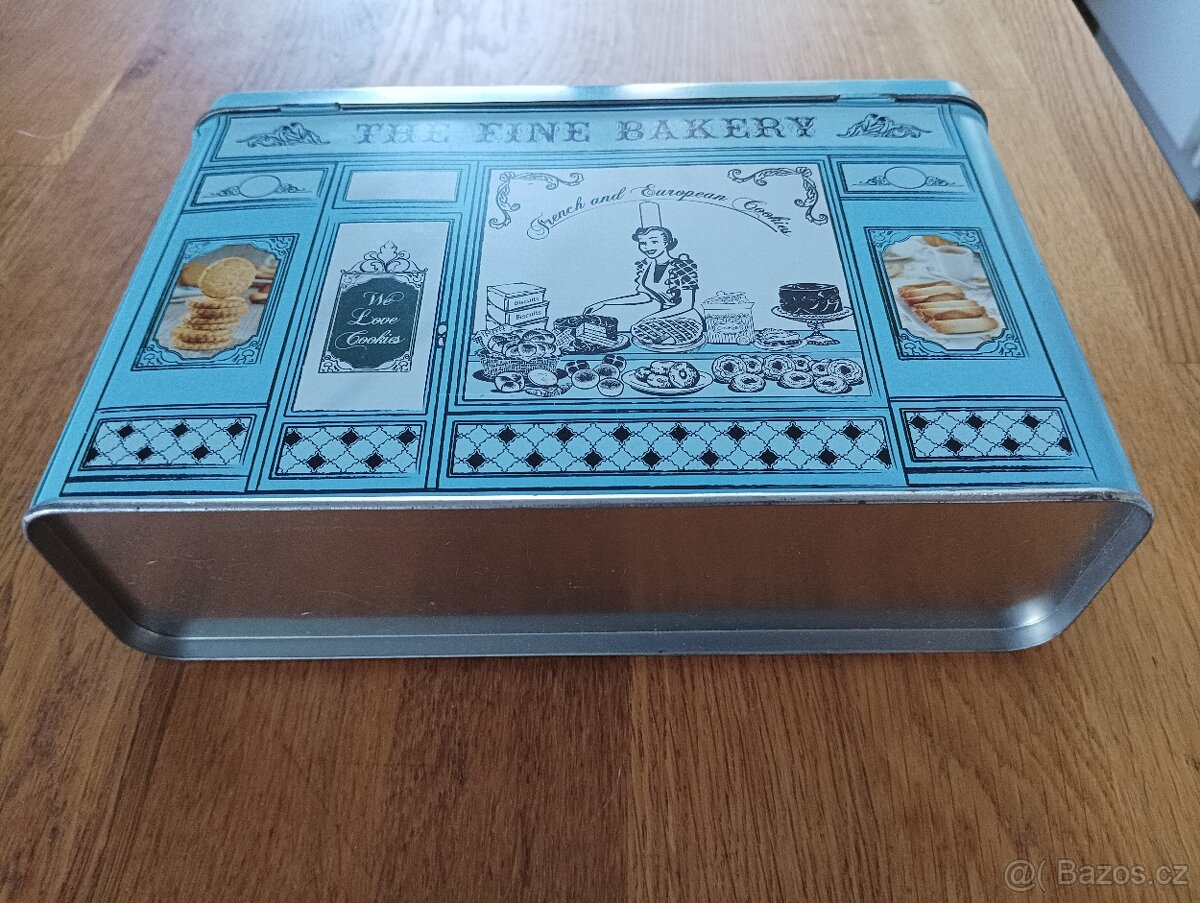 THE FINE BAKERY
French and European Cookies
We
Love
Cookies
Biscuits
Biscuits
@( Bazos.cz